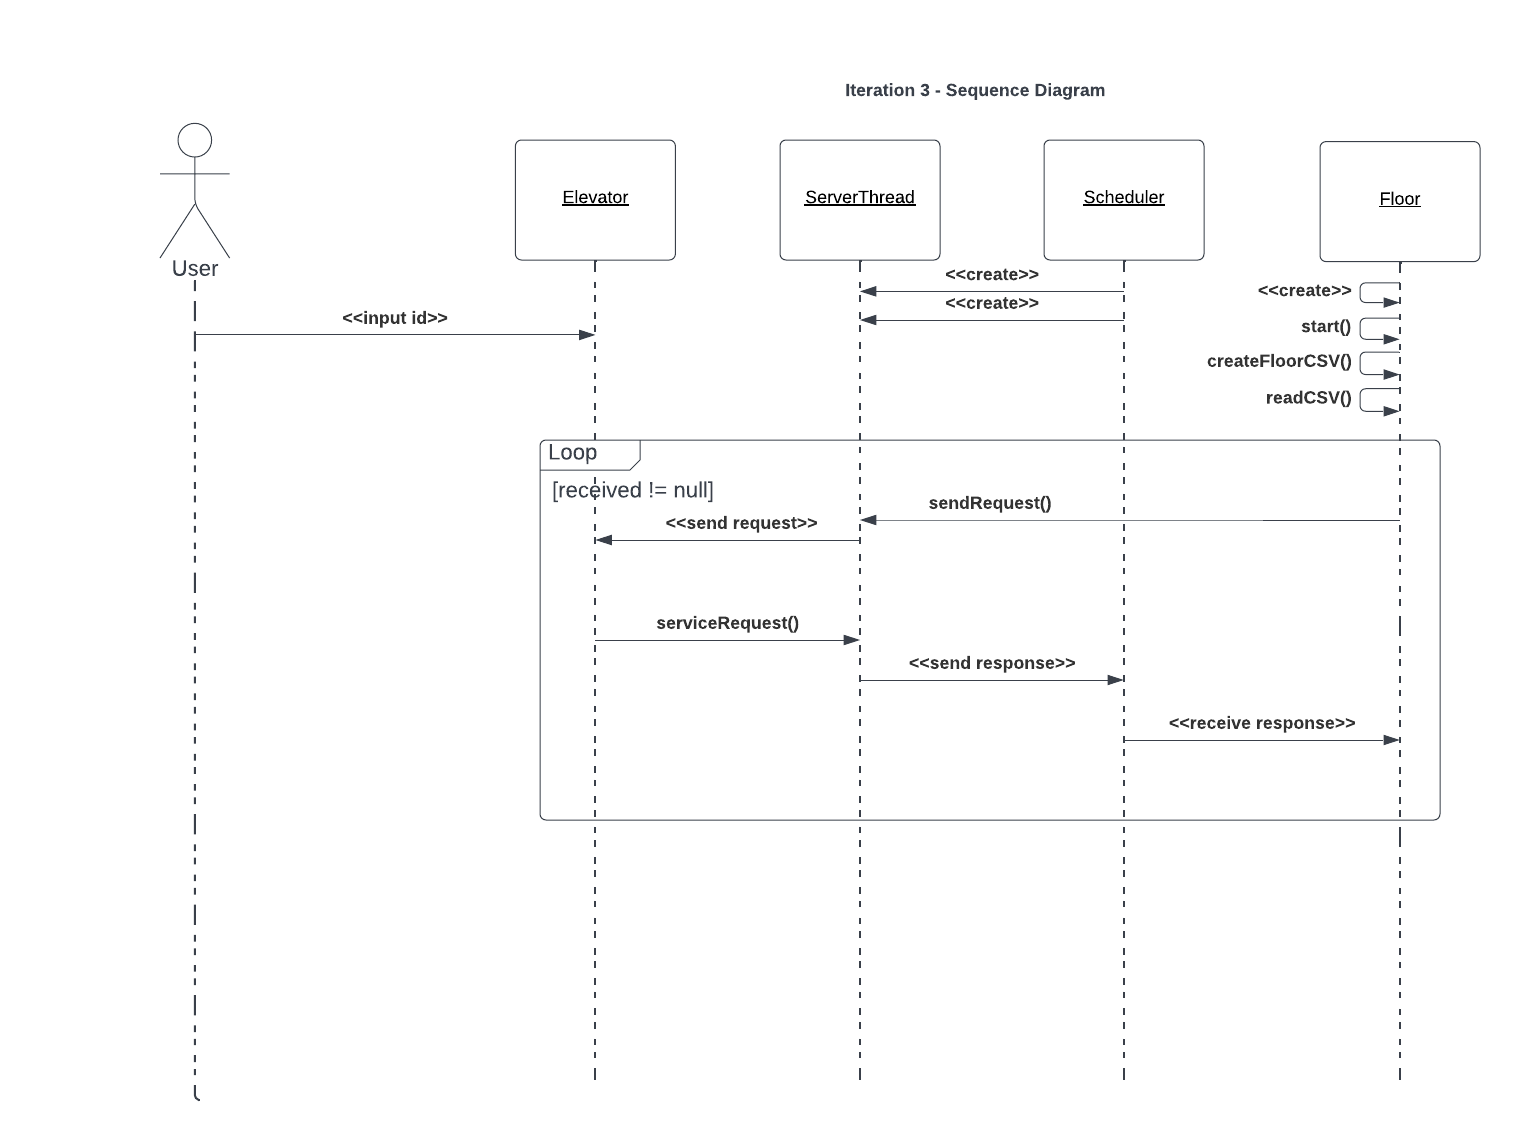 Iteration 3 - Sequence Diagram
User
Elevator
ServerThread
Scheduler
Floor
<<create>>
<<create>>
<<create>>
<<input id>>
start()
createFloorCSV()
readCSV()
Loop
[received != null]
sendRequest()
<<send request>>
serviceRequest()
<<send response>>
<<receive response>>